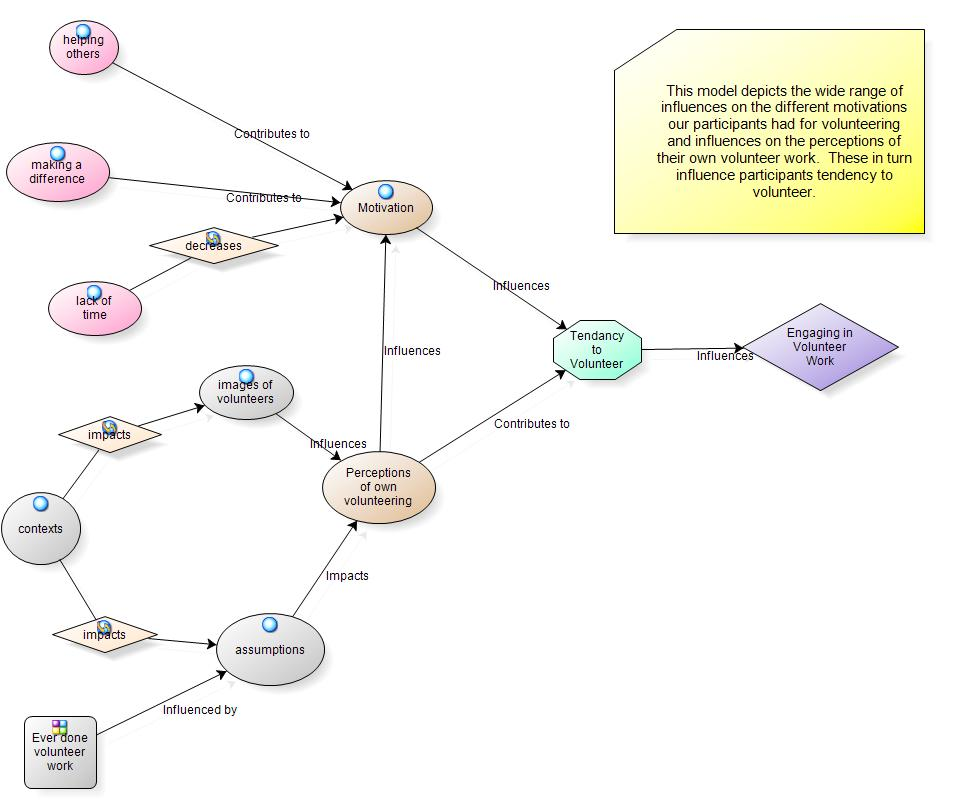 helping
others
This model depicts the wide range of
influences on the different motivations
our participants had for volunteering
and influences on the perceptions of
their own volunteer work.  These in turn
influence participants tendency to
volunteer.
Contributes to
making a
difference
Contributes to
Motivation
decreases
lack of
time
Influences
Influences
Tendancy
to
Volunteer
Influences
Engaging in
Volunteer
Work
images of
volunteers
impacts
Influences
Contributes to
Perceptions
of own
volunteering
contexts
Impacts
impacts
assumptions
Influenced by
Ever done
volunteer
work